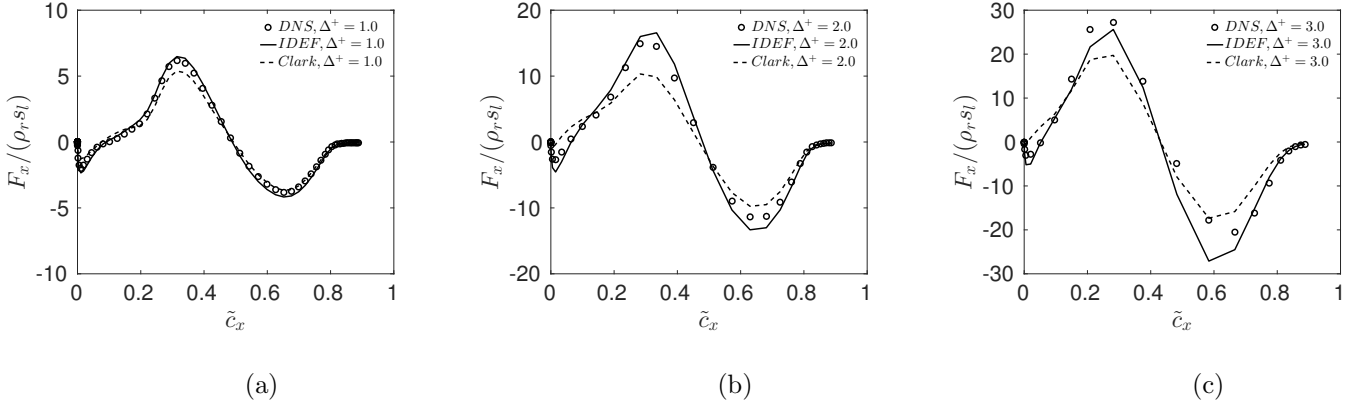 10
5
0
-5
-10
0
0.2
0.4
0.6
0.8
1
F_x/(ρ_r s_l)
c̃_x
DNS, Δ⁺ = 1.0
IDEF, Δ⁺ = 1.0
Clark, Δ⁺ = 1.0
(a)
20
10
0
-10
-20
0
0.2
0.4
0.6
0.8
1
F_x/(ρ_r s_l)
c̃_x
DNS, Δ⁺ = 2.0
IDEF, Δ⁺ = 2.0
Clark, Δ⁺ = 2.0
(b)
30
20
10
0
-10
-20
-30
0
0.2
0.4
0.6
0.8
1
F_x/(ρ_r s_l)
c̃_x
DNS, Δ⁺ = 3.0
IDEF, Δ⁺ = 3.0
Clark, Δ⁺ = 3.0
(c)